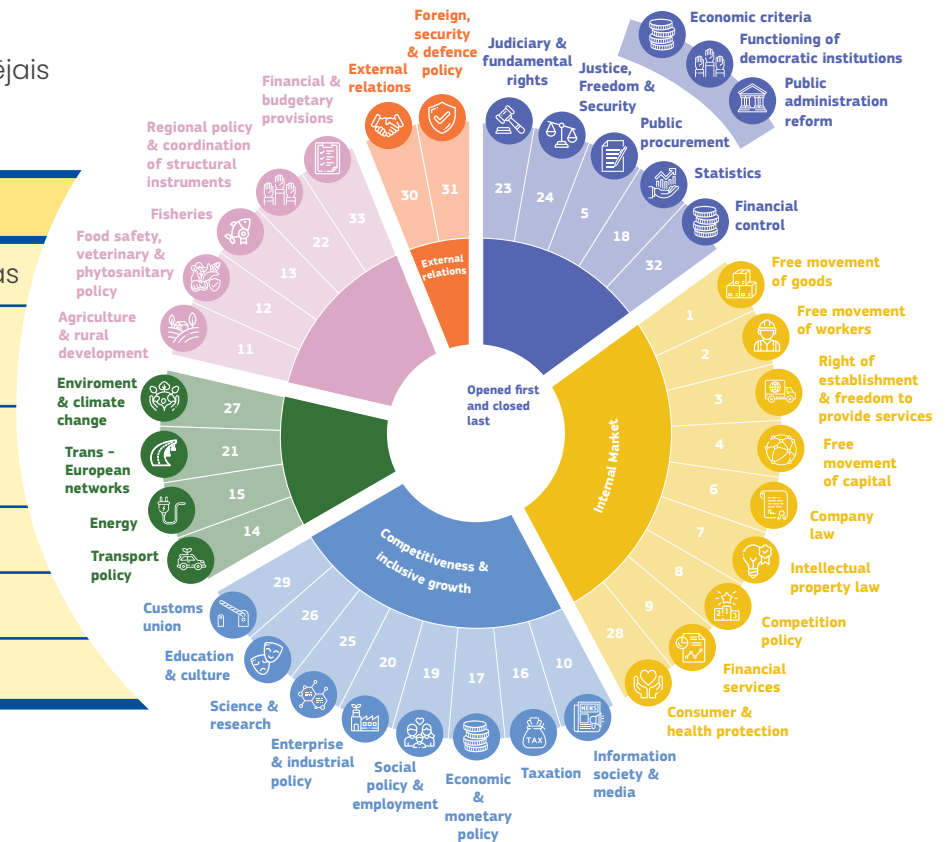 ējais
as
Foreign,
security
& defence
policy
External
relations
Financial &
budgetary
provisions
Regional policy
& coordination
of structural
instruments
Fisheries
Food safety,
veterinary &
phytosanitary
policy
Agriculture
& rural
development
Judiciary &
fundamental
rights
Justice,
Freedom &
Security
Public
procurement
Statistics
Financial
control
Economic criteria
Functioning of
democratic institutions
Public
administration
reform
30
31
23
24
5
18
32
33
22
13
12
11
External
relations
Opened first
and closed
last
Free movement
of goods
Free movement
of workers
Right of
establishment
& freedom to
provide services
Free
movement
of capital
Company
law
Intellectual
property law
Competition
policy
Financial
services
Consumer &
health protection
1
2
3
4
6
7
8
9
28
Internal Market
Enviroment
& climate
change
Trans -
European
networks
Energy
Transport
policy
27
21
15
14
Competitiveness &
inclusive growth
29
26
25
20
19
17
16
10
Customs
union
Education
& culture
Science &
research
Enterprise
& industrial
policy
Social
policy &
employment
Economic
&
monetary
policy
TAX
Taxation
NEWS
Information
society &
media